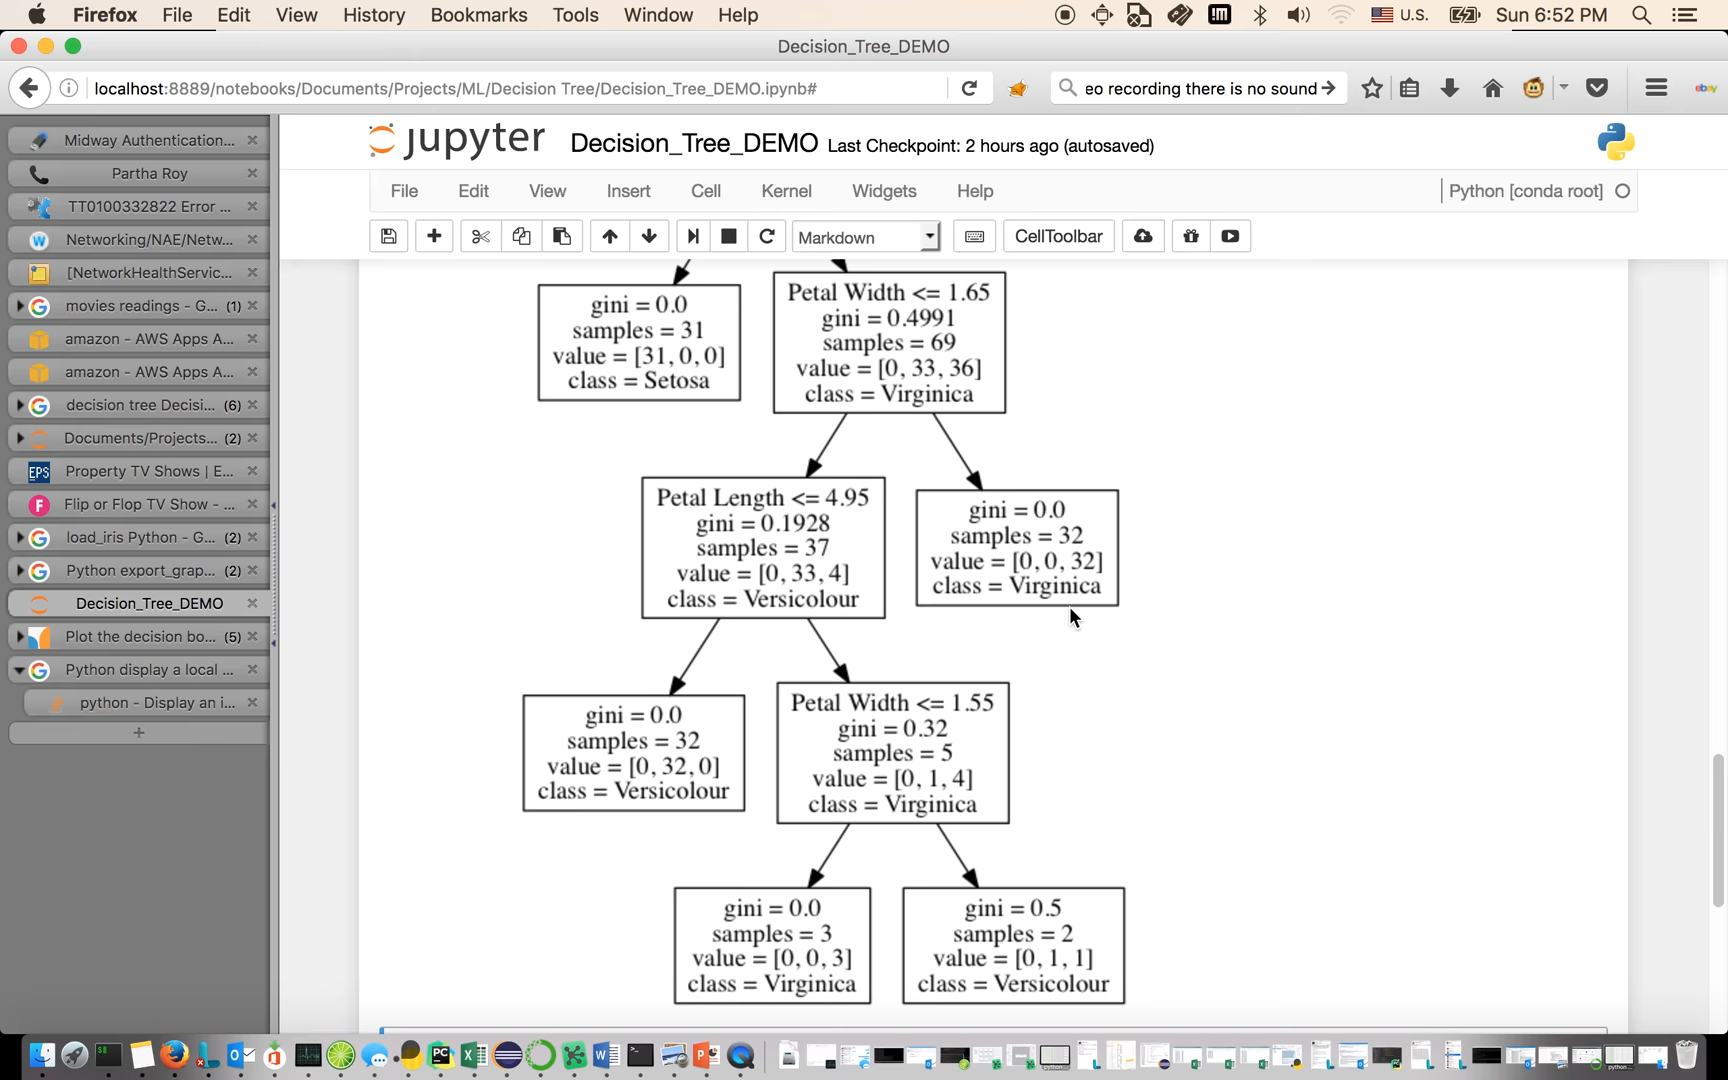 Firefox File Edit View History Bookmarks Tools Window Help U.S. Sun 6:52 PM
Decision_Tree_DEMO
localhost:8889/notebooks/Documents/Projects/ML/Decision Tree/Decision_Tree_DEMO.ipynb#
eo recording there is no sound
ebay
Midway Authentication...
Partha Roy
TT0100332822 Error ...
Networking/NAE/Netw...
[NetworkHealthServic...
movies readings - G... (1)
amazon - AWS Apps A...
amazon - AWS Apps A...
decision tree Decisi... (6)
Documents/Projects... (2)
EPS Property TV Shows | E...
F Flip or Flop TV Show - ...
load_iris Python - G... (2)
Python export_grap... (2)
Decision_Tree_DEMO
Plot the decision bo... (5)
Python display a local ...
python - Display an i...
jupyter Decision_Tree_DEMO Last Checkpoint: 2 hours ago (autosaved)
File Edit View Insert Cell Kernel Widgets Help Python [conda root]
Markdown CellToolbar
gini = 0.0
samples = 31
value = [31, 0, 0]
class = Setosa
Petal Width <= 1.65
gini = 0.4991
samples = 69
value = [0, 33, 36]
class = Virginica
Petal Length <= 4.95
gini = 0.1928
samples = 37
value = [0, 33, 4]
class = Versicolour
gini = 0.0
samples = 32
value = [0, 0, 32]
class = Virginica
gini = 0.0
samples = 32
value = [0, 32, 0]
class = Versicolour
Petal Width <= 1.55
gini = 0.32
samples = 5
value = [0, 1, 4]
class = Virginica
gini = 0.0
samples = 3
value = [0, 0, 3]
class = Virginica
gini = 0.5
samples = 2
value = [0, 1, 1]
class = Versicolour